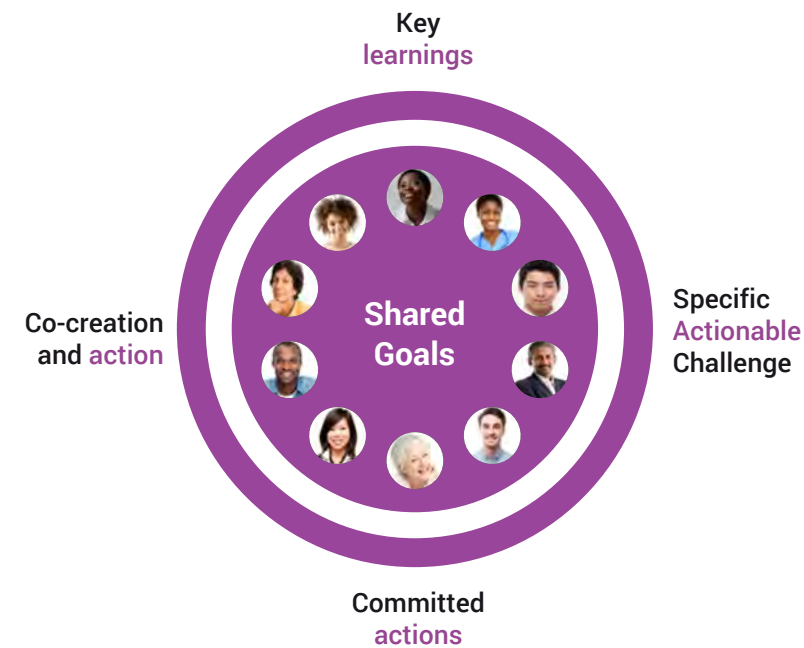 Key
learnings
Shared
Goals
Specific
Actionable
Challenge
Co-creation
and action
Committed
actions